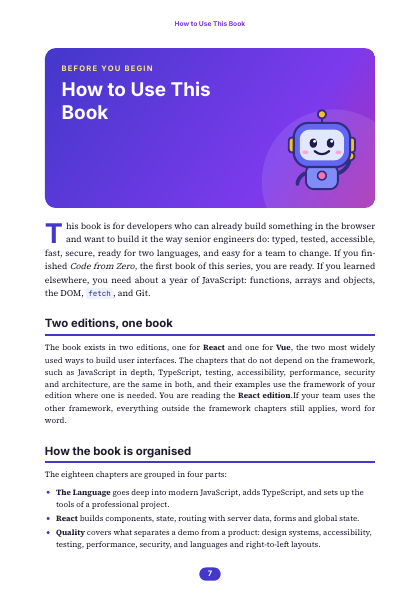 How to Use This Book
BEFORE YOU BEGIN
How to Use This
Book
This book is for developers who can already build something in the browser
and want to build it the way senior engineers do: typed, tested, accessible,
fast, secure, ready for two languages, and easy for a team to change. If you fin-
ished Code from Zero, the first book of this series, you are ready. If you learned
elsewhere, you need about a year of JavaScript: functions, arrays and objects,
the DOM, fetch, and Git.
Two editions, one book
The book exists in two editions, one for React and one for Vue, the two most widely
used ways to build user interfaces. The chapters that do not depend on the framework,
such as JavaScript in depth, TypeScript, testing, accessibility, performance, security
and architecture, are the same in both, and their examples use the framework of your
edition where one is needed. You are reading the React edition.If your team uses the
other framework, everything outside the framework chapters still applies, word for
word.
How the book is organised
The eighteen chapters are grouped in four parts:
• The Language goes deep into modern JavaScript, adds TypeScript, and sets up the
tools of a professional project.
• React builds components, state, routing with server data, forms and global state.
• Quality covers what separates a demo from a product: design systems, accessibility,
testing, performance, security, and languages and right-to-left layouts.
7